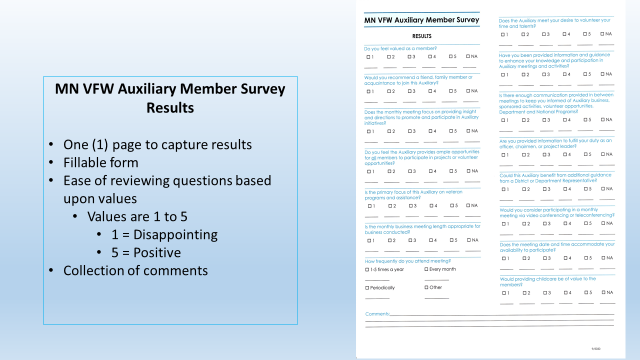 MN VFW Auxiliary Member Survey
Results
• One (1) page to capture results
• Fillable form
• Ease of reviewing questions based
upon values
• Values are 1 to 5
• 1 = Disappointing
• 5 = Positive
• Collection of comments
MN VFW Auxiliary Member Survey
RESULTS
Do you feel valued as a member?
☐ 1 ☐ 2 ☐ 3 ☐ 4 ☐ 5 ☐ NA
Would you recommend a friend, family member or
acquaintance to join this Auxiliary?
☐ 1 ☐ 2 ☐ 3 ☐ 4 ☐ 5 ☐ NA
Does the monthly meeting focus on providing insight
and directions to promote and participate in Auxiliary
initiatives?
☐ 1 ☐ 2 ☐ 3 ☐ 4 ☐ 5 ☐ NA
Do you feel the Auxiliary provides ample opportunities
for all members to participate in projects or volunteer
opportunities?
☐ 1 ☐ 2 ☐ 3 ☐ 4 ☐ 5 ☐ NA
Is the primary focus of this Auxiliary on veteran
programs and assistance?
☐ 1 ☐ 2 ☐ 3 ☐ 4 ☐ 5 ☐ NA
Is the monthly business meeting length appropriate for
business conducted?
☐ 1 ☐ 2 ☐ 3 ☐ 4 ☐ 5 ☐ NA
How frequently do you attend meeting?
☐ 1-5 times a year ☐ Every month
☐ Periodically ☐ Other
Does the Auxiliary meet your desire to volunteer your
time and talents?
☐ 1 ☐ 2 ☐ 3 ☐ 4 ☐ 5 ☐ NA
Have you been provided information and guidance
to enhance your knowledge and participation in
Auxiliary meetings and activities?
☐ 1 ☐ 2 ☐ 3 ☐ 4 ☐ 5 ☐ NA
Is there enough communication provided in between
meetings to keep you informed of Auxiliary business,
sponsored activities, volunteer opportunities,
Department and National Programs?
☐ 1 ☐ 2 ☐ 3 ☐ 4 ☐ 5 ☐ NA
Are you provided information to fulfill your duty as an
officer, chairman, or project leader?
☐ 1 ☐ 2 ☐ 3 ☐ 4 ☐ 5 ☐ NA
Could this Auxiliary benefit from additional guidance
from a District or Department Representative?
☐ 1 ☐ 2 ☐ 3 ☐ 4 ☐ 5 ☐ NA
Would you consider participating in a monthly
meeting via video conferencing or teleconferencing?
☐ 1 ☐ 2 ☐ 3 ☐ 4 ☐ 5 ☐ NA
Does the meeting date and time accommodate your
availability to participate?
☐ 1 ☐ 2 ☐ 3 ☐ 4 ☐ 5 ☐ NA
Would providing childcare be of value to the
members?
☐ 1 ☐ 2 ☐ 3 ☐ 4 ☐ 5 ☐ NA
Comments: